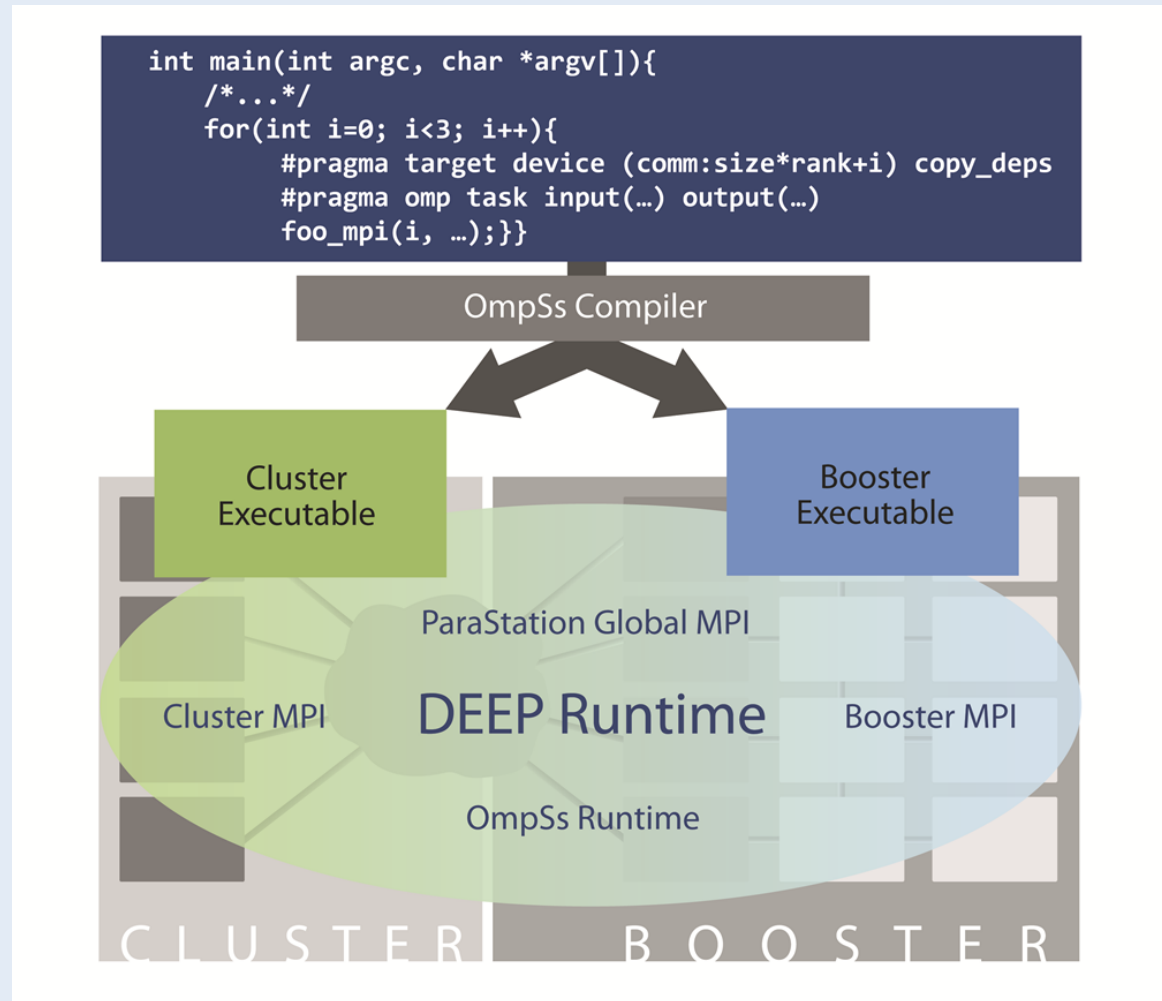 int main(int argc, char *argv[]){
/*...*/
for(int i=0; i<3; i++){
#pragma target device (comm:size*rank+i) copy_deps
#pragma omp task input(…) output(…)
foo_mpi(i, …);}}
OmpSs Compiler
Cluster
Executable
Booster
Executable
ParaStation Global MPI
Cluster MPI
DEEP Runtime
Booster MPI
OmpSs Runtime
CLUSTER
BOOSTER